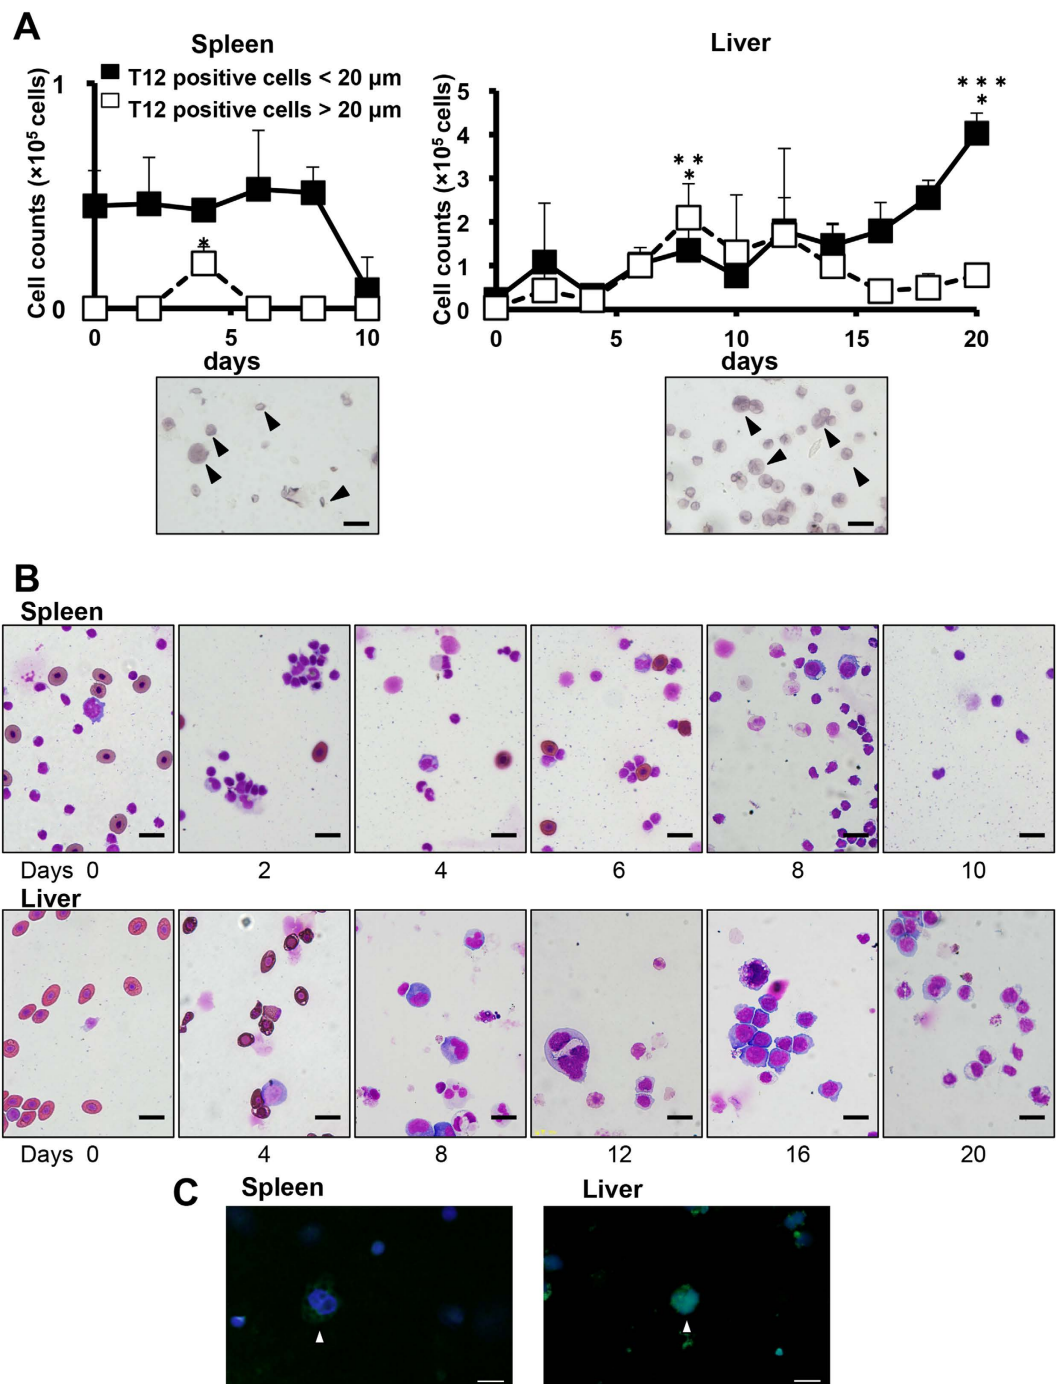 A
Spleen
T12 positive cells < 20 µm
T12 positive cells > 20 µm
Cell counts (×10⁵ cells)
1
0
0 5 10
days
Liver
Cell counts (×10⁵ cells)
5
4
3
2
1
0
0 5 10 15 20
days
*
* *
*
* * *
*
B
Spleen
Days 0 2 4 6 8 10
Liver
Days 0 4 8 12 16 20
C
Spleen Liver